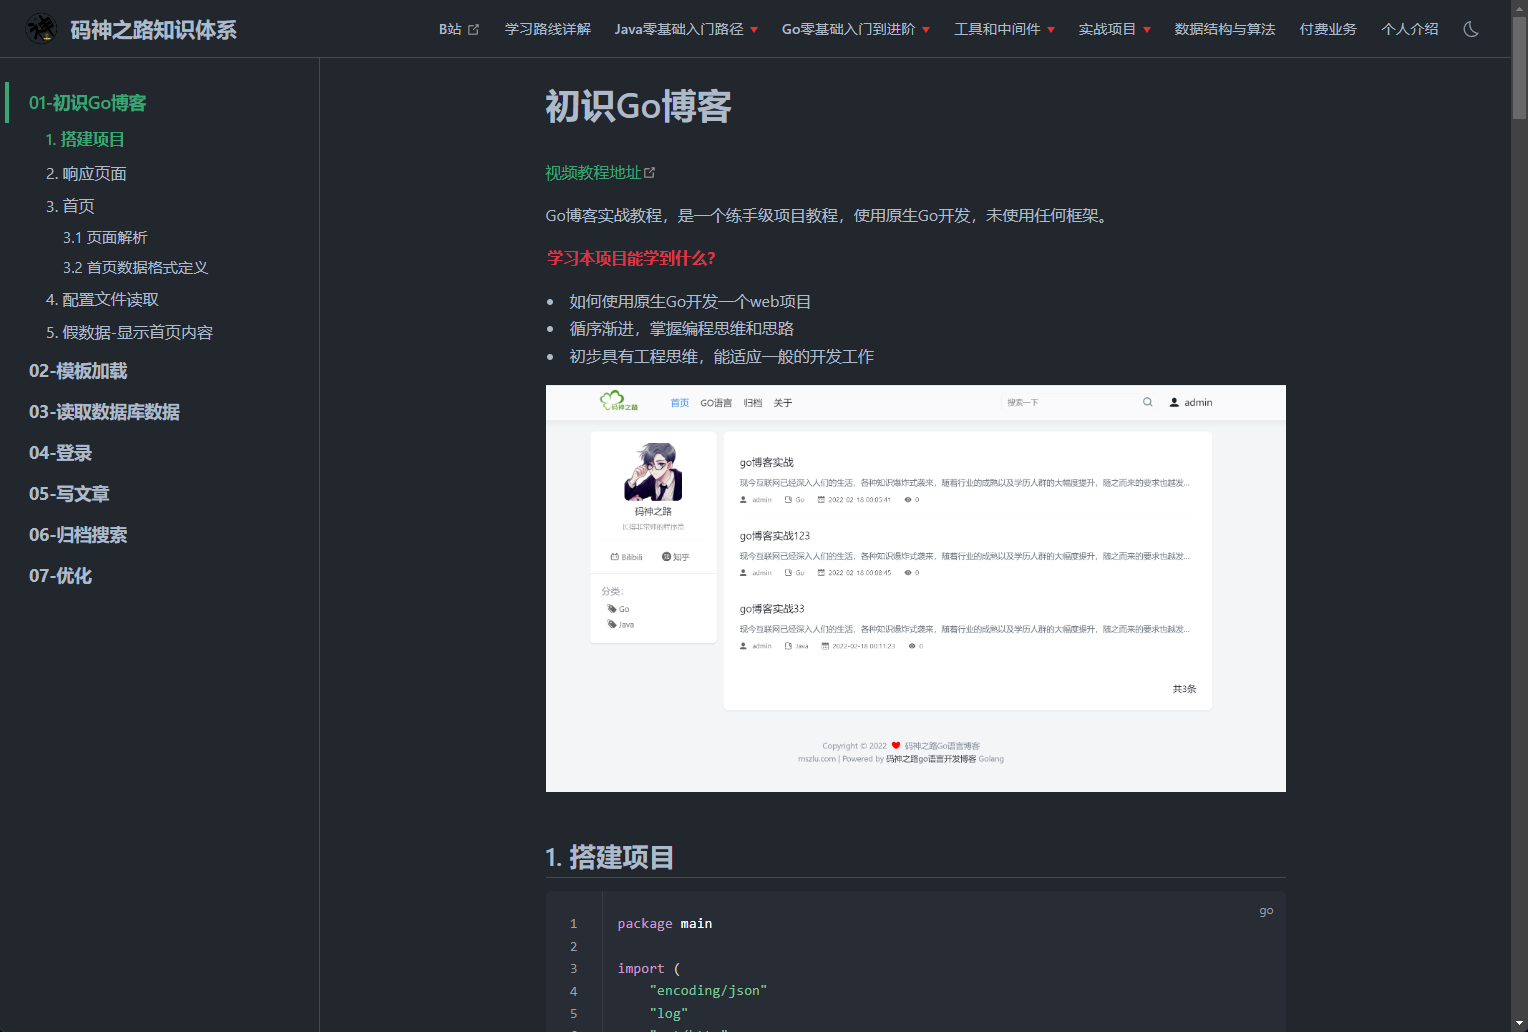 码神之路知识体系
B站 学习路线详解 Java零基础入门路径 Go零基础入门到进阶 工具和中间件 实战项目 数据结构与算法 付费业务 个人介绍
01-初识Go博客
1. 搭建项目
2. 响应页面
3. 首页
3.1 页面解析
3.2 首页数据格式定义
4. 配置文件读取
5. 假数据-显示首页内容
02-模板加载
03-读取数据库数据
04-登录
05-写文章
06-归档搜索
07-优化
初识Go博客
视频教程地址
Go博客实战教程，是一个练手级项目教程，使用原生Go开发，未使用任何框架。
学习本项目能学到什么?
如何使用原生Go开发一个web项目
循序渐进，掌握编程思维和思路
初步具有工程思维，能适应一般的开发工作
码神之路 首页 GO语言 归档 关于 搜索一下 admin
码神之路
长得非常帅的程序员
Bilibili 知乎
分类：
Go
Java
go博客实战
现今互联网已经深入人们的生活，各种知识爆炸式袭来，随着行业的成熟以及学历人群的大幅度提升，随之而来的要求也越发...
admin Go 2022-02-18 00:05:41 0
go博客实战123
现今互联网已经深入人们的生活，各种知识爆炸式袭来，随着行业的成熟以及学历人群的大幅度提升，随之而来的要求也越发...
admin Go 2022-02-18 00:08:45 0
go博客实战33
现今互联网已经深入人们的生活，各种知识爆炸式袭来，随着行业的成熟以及学历人群的大幅度提升，随之而来的要求也越发...
admin Java 2022-02-18 00:11:23 0
共3条
Copyright © 2022 码神之路Go语言博客
mszlu.com | Powered by 码神之路go语言开发博客 Golang
1. 搭建项目
go
1 package main
2
3 import (
4 "encoding/json"
5 "log"